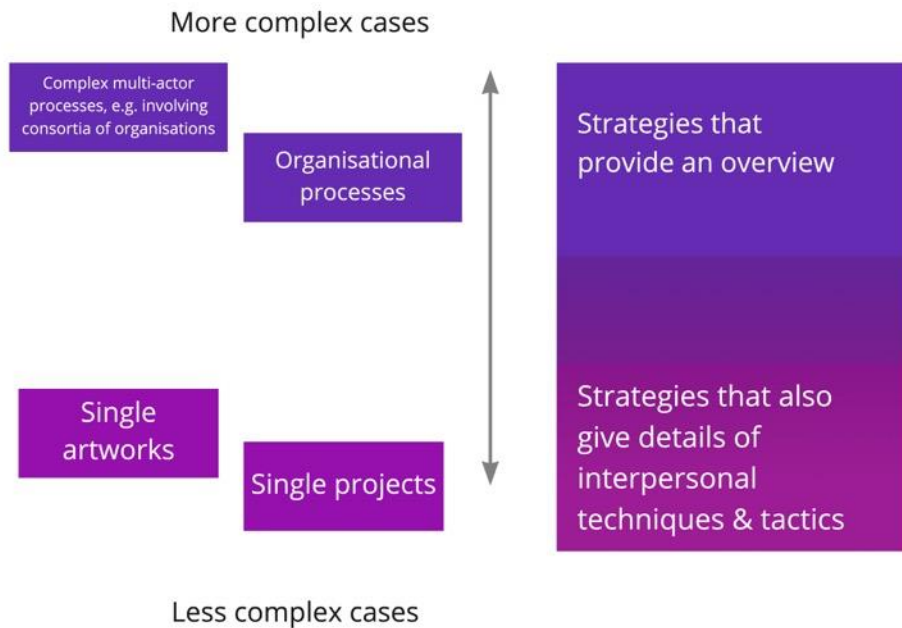 More complex cases
Complex multi-actor
processes, e.g. involving
consortia of organisations
Organisational
processes
Strategies that
provide an overview
Single
artworks
Single projects
Strategies that also
give details of
interpersonal
techniques & tactics
Less complex cases